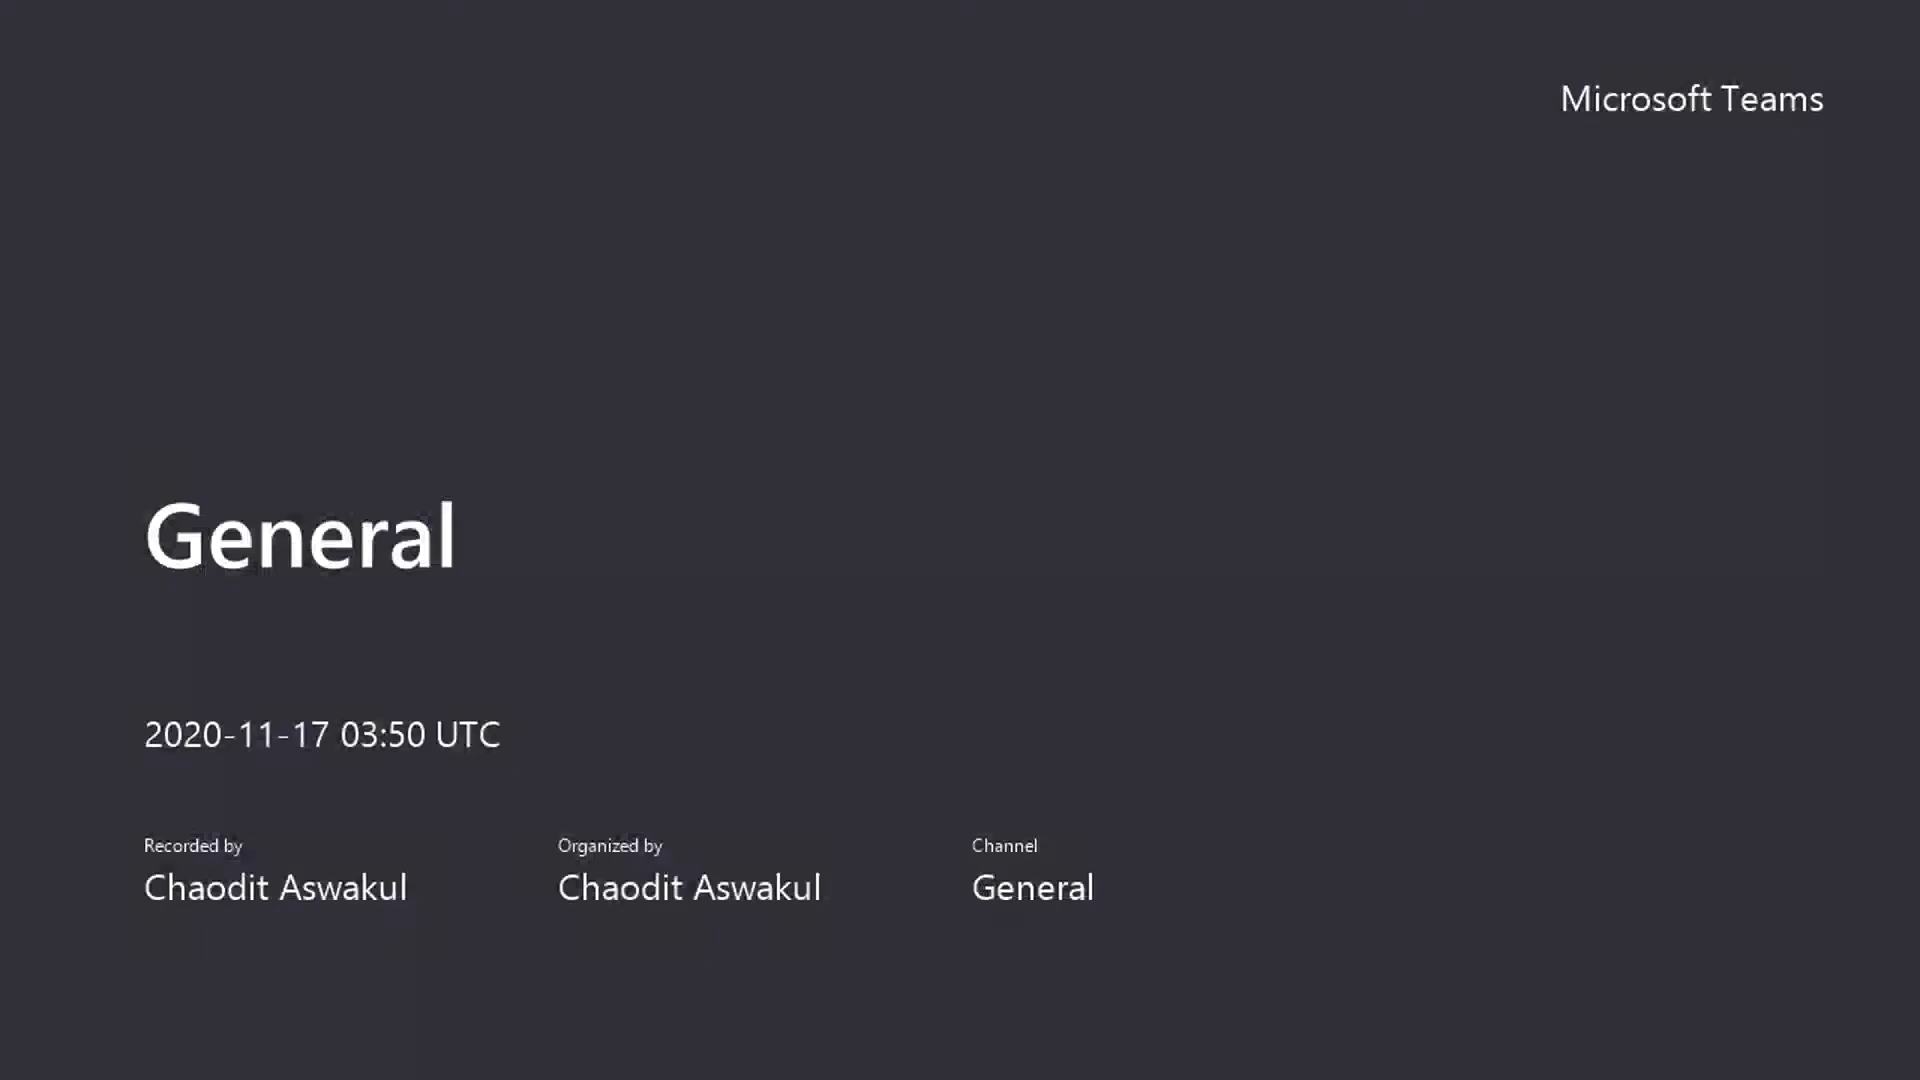 Microsoft Teams
General
2020-11-17 03:50 UTC
Recorded by
Chaodit Aswakul
Organized by
Chaodit Aswakul
Channel
General